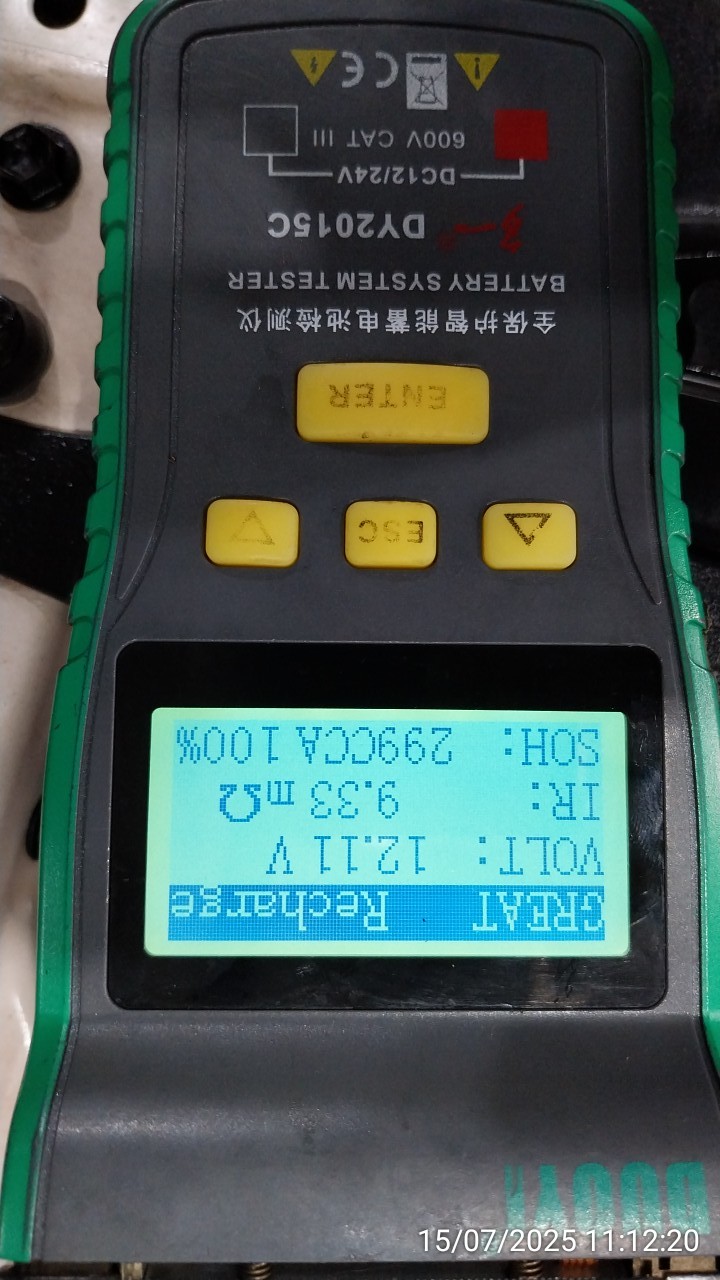 DUOYI
GREAT Recharge
VOLT: 12.11 V
IR: 9.33 mΩ
SOH: 299CCA 100%
ESC
ENTER
全保护智能蓄电池检测仪
BATTERY SYSTEM TESTER
DY2015C
DC12/24V
600V CAT III
CE
15/07/2025 11:12:20